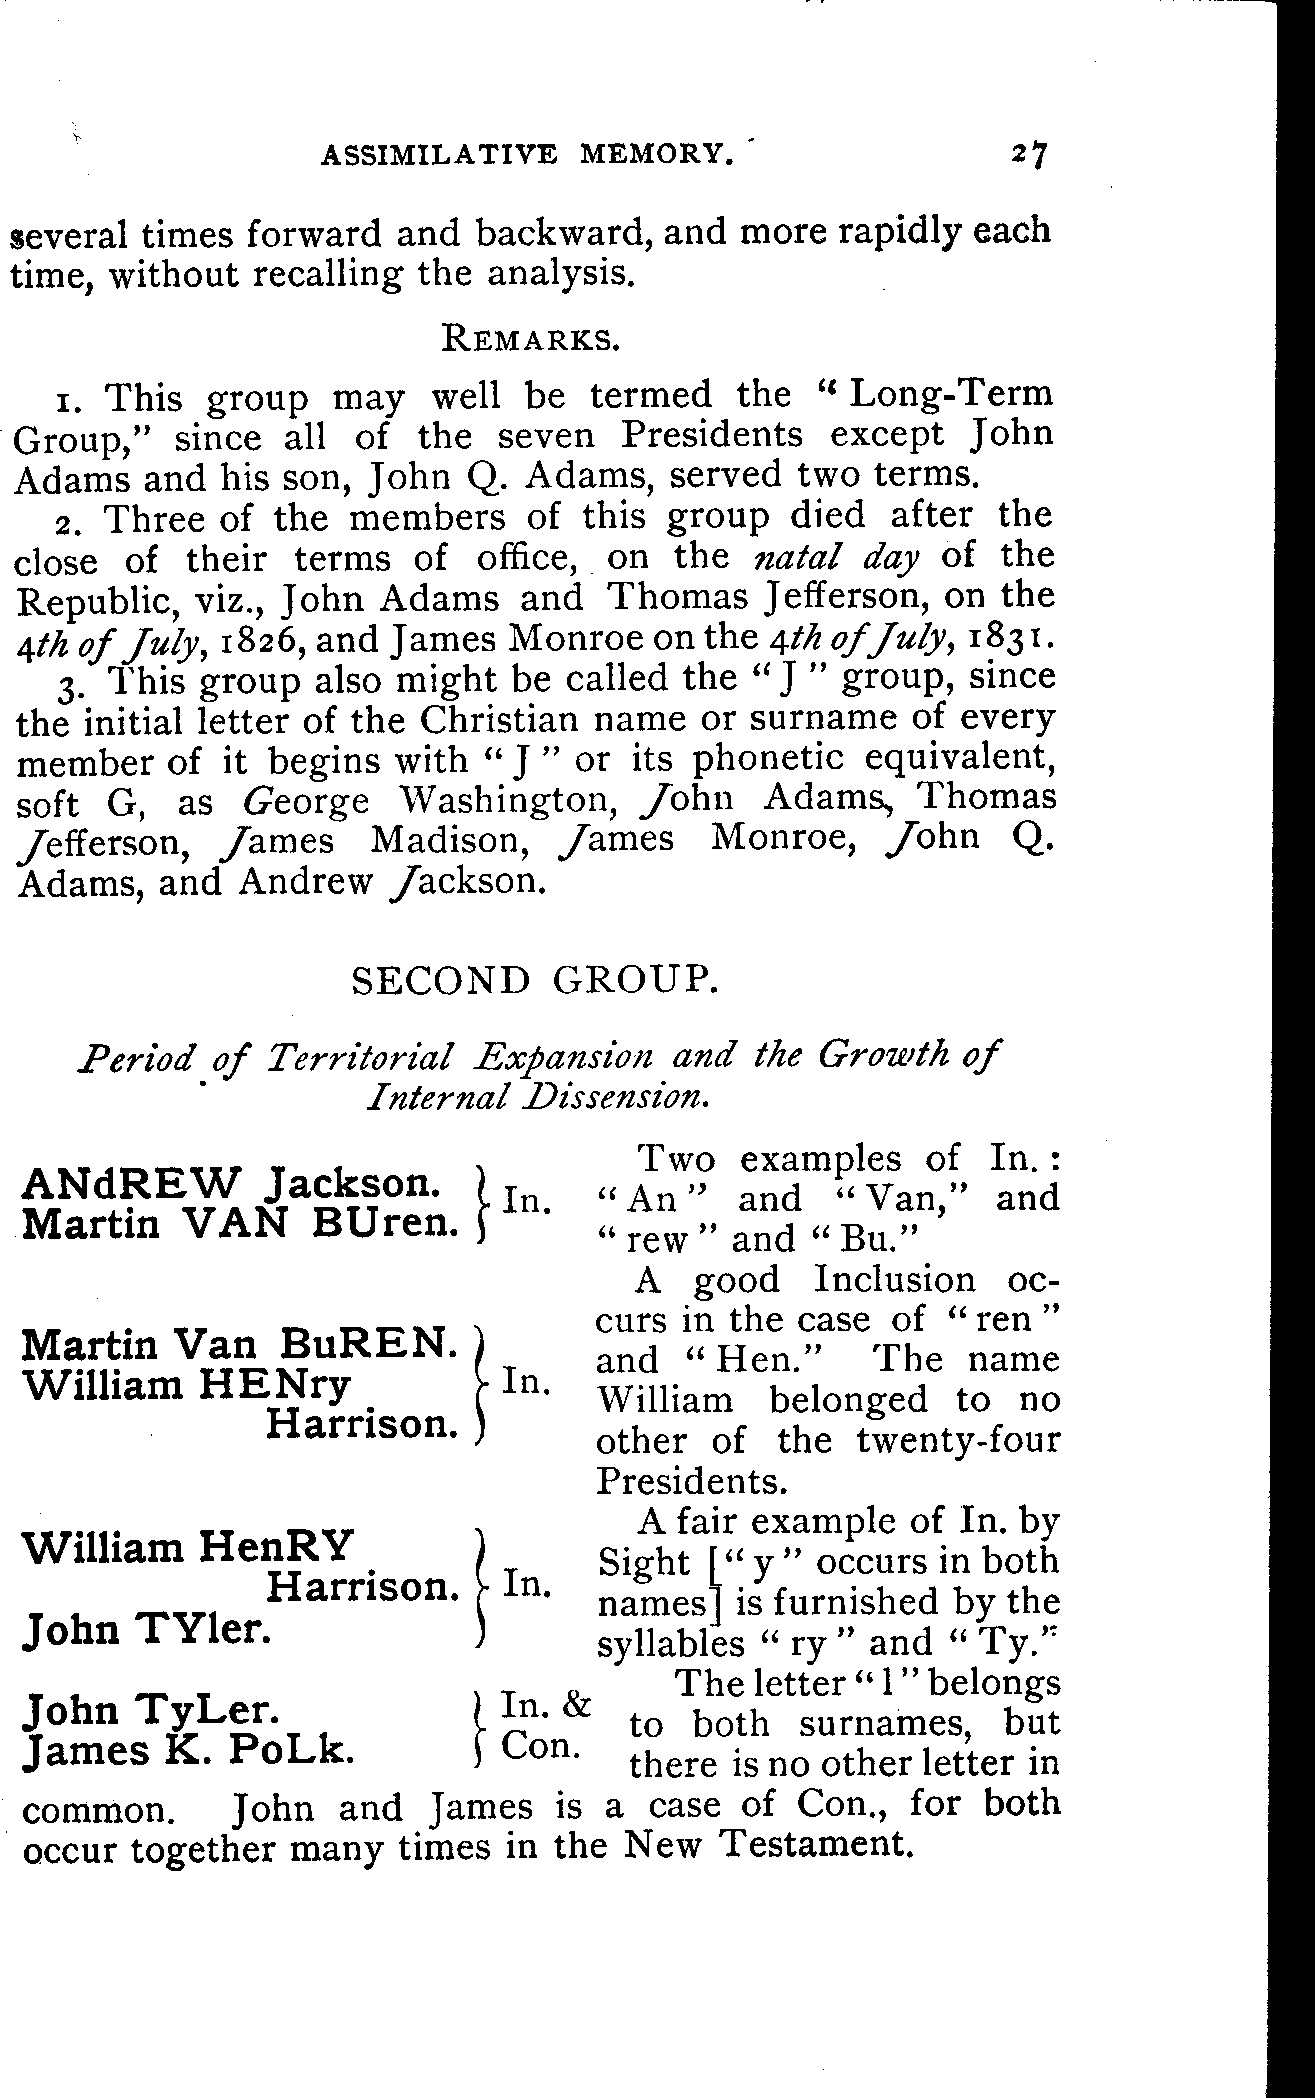 ASSIMILATIVE MEMORY. 27
several times forward and backward, and more rapidly each
time, without recalling the analysis.
REMARKS.
1. This group may well be termed the “Long-Term
Group,” since all of the seven Presidents except John
Adams and his son, John Q. Adams, served two terms.
2. Three of the members of this group died after the
close of their terms of office, on the natal day of the
Republic, viz., John Adams and Thomas Jefferson, on the
4th of July, 1826, and James Monroe on the 4th of July, 1831.
3. This group also might be called the “J” group, since
the initial letter of the Christian name or surname of every
member of it begins with “J” or its phonetic equivalent,
soft G, as George Washington, John Adams, Thomas
Jefferson, James Madison, James Monroe, John Q.
Adams, and Andrew Jackson.
SECOND GROUP.
Period of Territorial Expansion and the Growth of
Internal Dissension.
ANdREW Jackson.
Martin VAN BUren.
} In.
Two examples of In.:
“An” and “Van,” and
“rew” and “Bu.”
Martin Van BuREN.
William HENry
Harrison.
} In.
A good Inclusion oc-
curs in the case of “ren”
and “Hen.” The name
William belonged to no
other of the twenty-four
Presidents.
William HenRY
Harrison.
John TYler.
} In.
A fair example of In. by
Sight [“y” occurs in both
names] is furnished by the
syllables “ry” and “Ty.”
John TyLer.
James K. PoLk.
} In. &
Con.
The letter “l” belongs
to both surnames, but
there is no other letter in
common. John and James is a case of Con., for both
occur together many times in the New Testament.